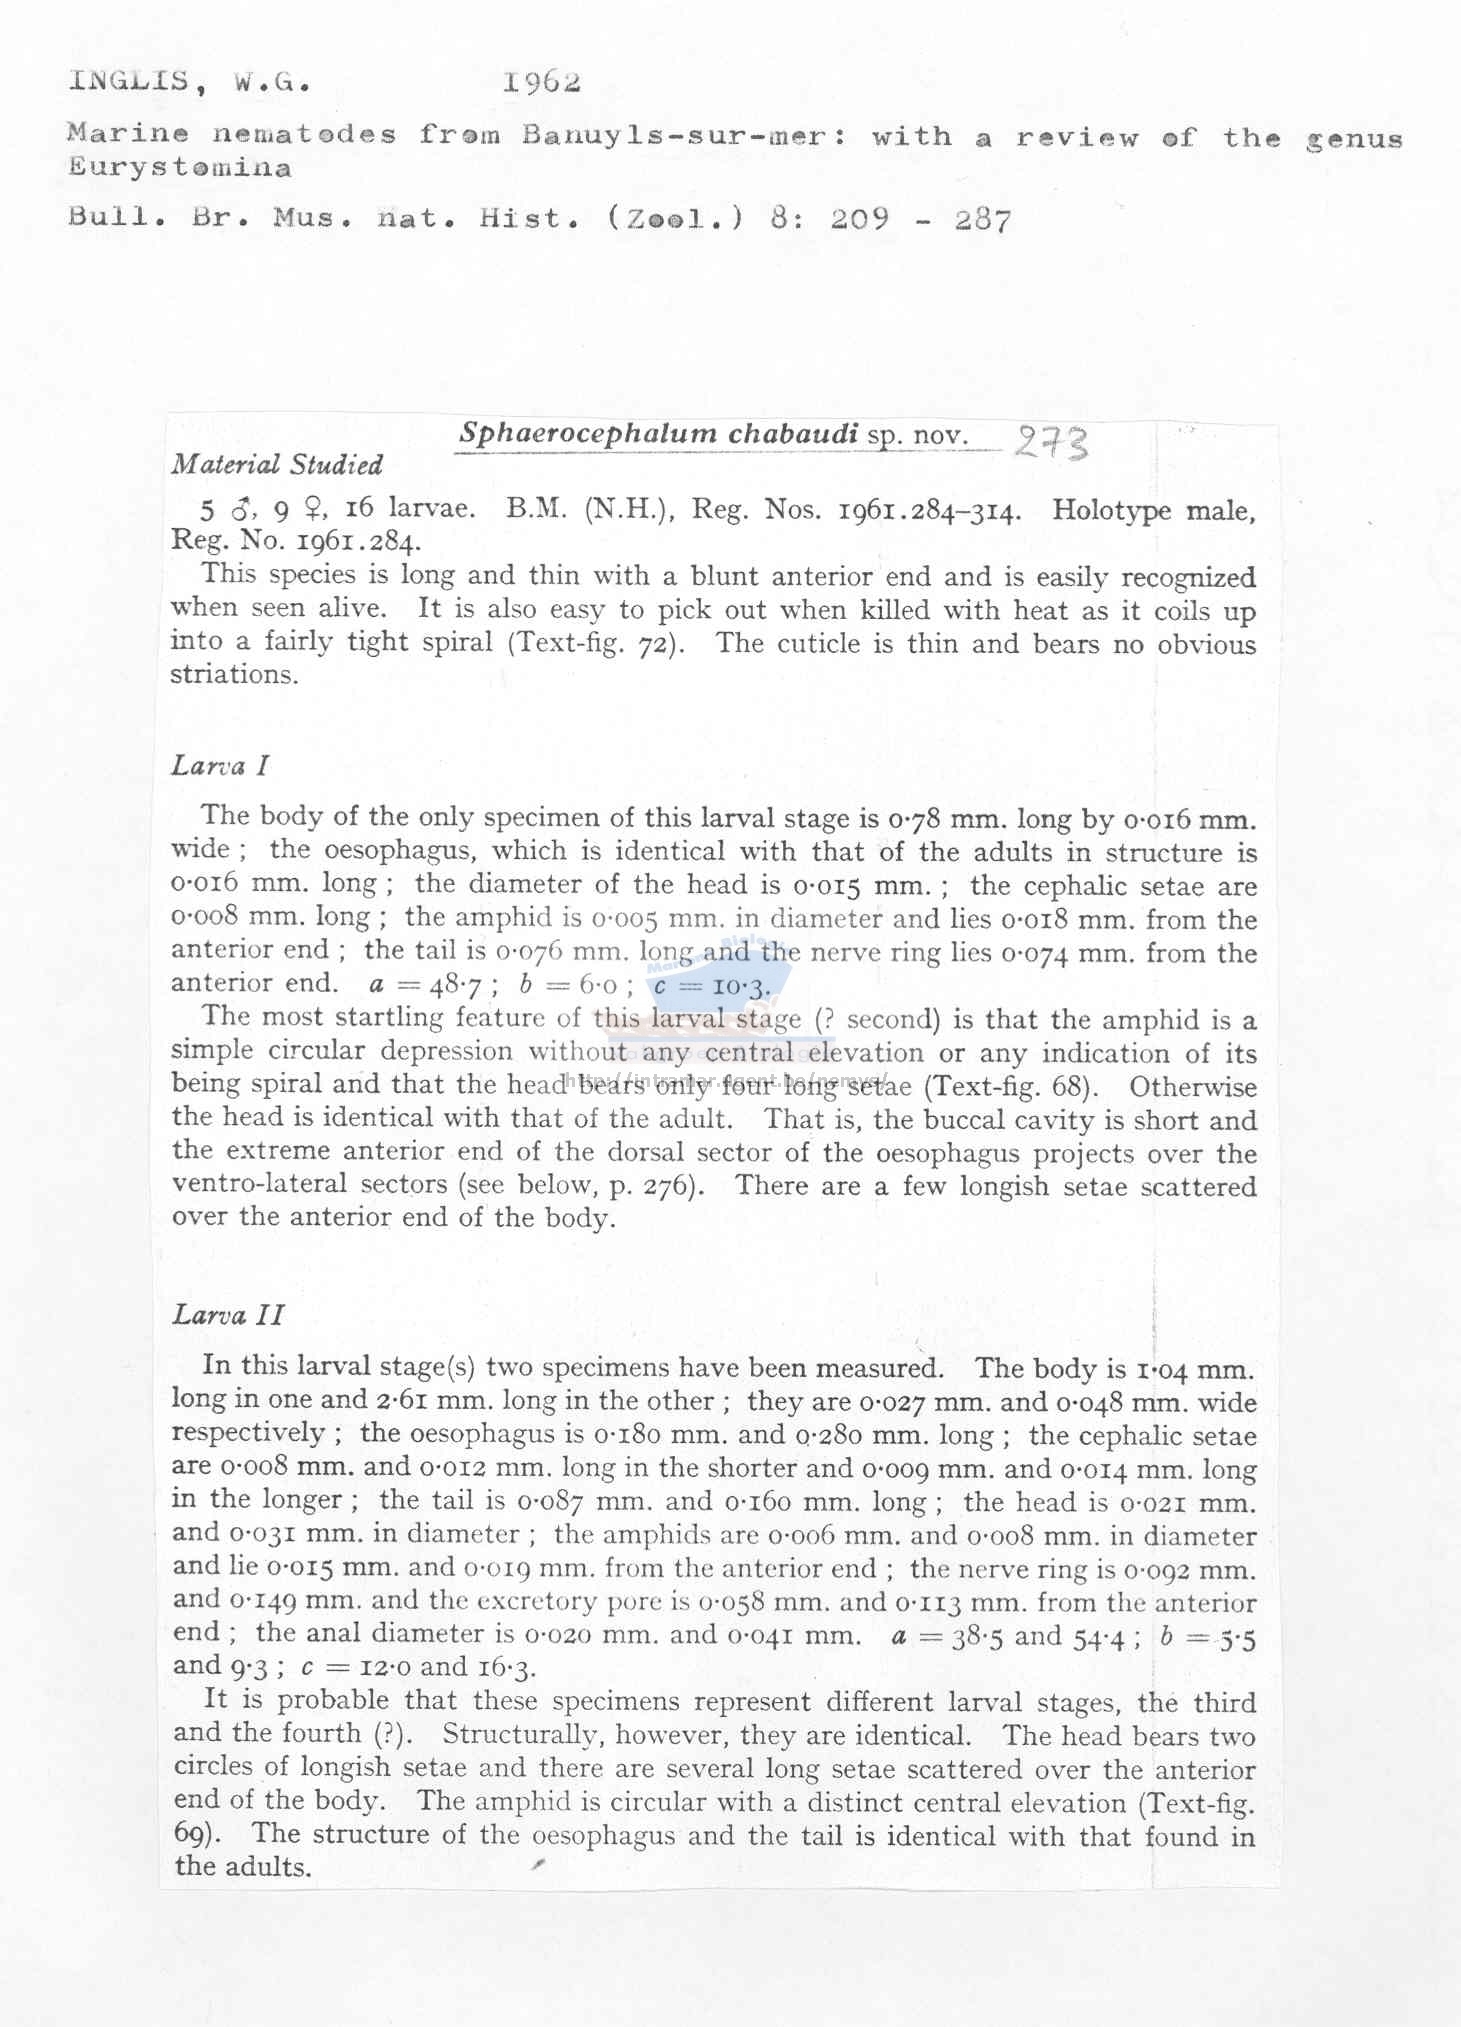 INGLIS, W.G. 1962
Marine nematodes from Banuyls-sur-mer: with a review of the genus
Eurystomina
Bull. Br. Mus. nat. Hist. (Zool.) 8: 209 - 287
Sphaerocephalum chabaudi sp. nov. 273
Material Studied
5 ♂, 9 ♀, 16 larvae. B.M. (N.H.), Reg. Nos. 1961.284–314. Holotype male,
Reg. No. 1961.284.
This species is long and thin with a blunt anterior end and is easily recognized
when seen alive. It is also easy to pick out when killed with heat as it coils up
into a fairly tight spiral (Text-fig. 72). The cuticle is thin and bears no obvious
striations.
Larva I
The body of the only specimen of this larval stage is 0·78 mm. long by 0·016 mm.
wide ; the oesophagus, which is identical with that of the adults in structure is
0·016 mm. long ; the diameter of the head is 0·015 mm. ; the cephalic setae are
0·008 mm. long ; the amphid is 0·005 mm. in diameter and lies 0·018 mm. from the
anterior end ; the tail is 0·076 mm. long and the nerve ring lies 0·074 mm. from the
anterior end. a = 48·7 ; b = 6·0 ; c = 10·3.
The most startling feature of this larval stage (? second) is that the amphid is a
simple circular depression without any central elevation or any indication of its
being spiral and that the head bears only four long setae (Text-fig. 68). Otherwise
the head is identical with that of the adult. That is, the buccal cavity is short and
the extreme anterior end of the dorsal sector of the oesophagus projects over the
ventro-lateral sectors (see below, p. 276). There are a few longish setae scattered
over the anterior end of the body.
Larva II
In this larval stage(s) two specimens have been measured. The body is 1·04 mm.
long in one and 2·61 mm. long in the other ; they are 0·027 mm. and 0·048 mm. wide
respectively ; the oesophagus is 0·180 mm. and 0·280 mm. long ; the cephalic setae
are 0·008 mm. and 0·012 mm. long in the shorter and 0·009 mm. and 0·014 mm. long
in the longer ; the tail is 0·087 mm. and 0·160 mm. long ; the head is 0·021 mm.
and 0·031 mm. in diameter ; the amphids are 0·006 mm. and 0·008 mm. in diameter
and lie 0·015 mm. and 0·019 mm. from the anterior end ; the nerve ring is 0·092 mm.
and 0·149 mm. and the excretory pore is 0·058 mm. and 0·113 mm. from the anterior
end ; the anal diameter is 0·020 mm. and 0·041 mm. a = 38·5 and 54·4 ; b = 5·5
and 9·3 ; c = 12·0 and 16·3.
It is probable that these specimens represent different larval stages, the third
and the fourth (?). Structurally, however, they are identical. The head bears two
circles of longish setae and there are several long setae scattered over the anterior
end of the body. The amphid is circular with a distinct central elevation (Text-fig.
69). The structure of the oesophagus and the tail is identical with that found in
the adults.